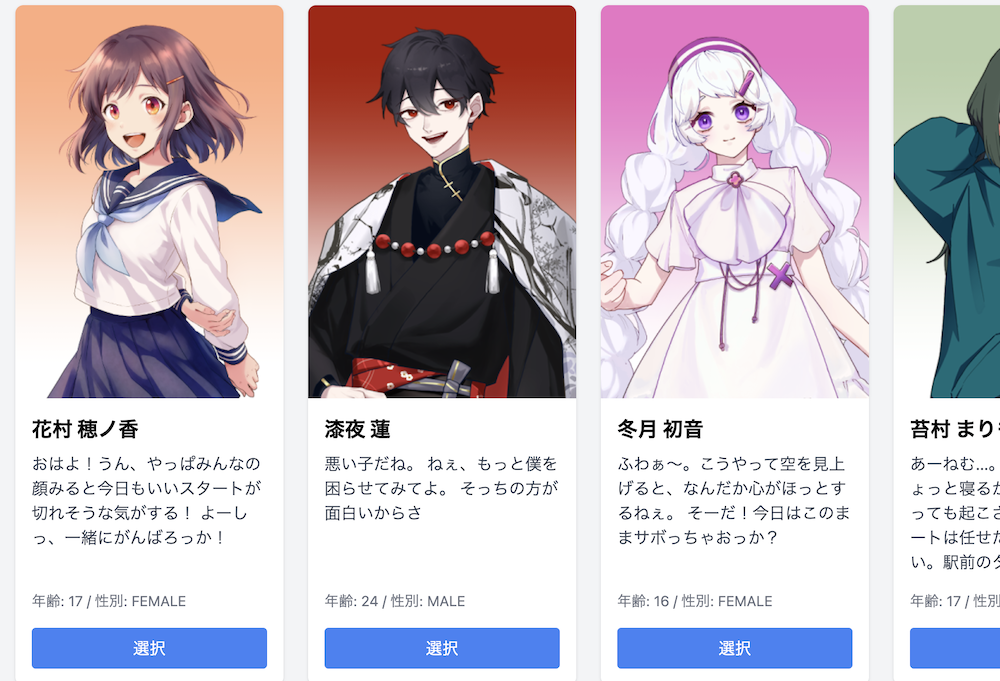 花村 穂ノ香
おはよ！うん、やっぱみんなの
顔みると今日もいいスタートが
切れそうな気がする！ よーし
っ、一緒にがんばろっか！
年齢: 17 / 性別: FEMALE
選択
漆夜 蓮
悪い子だね。 ねぇ、もっと僕を
困らせてみてよ。 そっちの方が
面白いからさ
年齢: 24 / 性別: MALE
選択
冬月 初音
ふわぁ〜。こうやって空を見上
げると、なんだか心がほっとす
るねぇ。 そーだ！今日はこのま
まサボっちゃおっか？
年齢: 16 / 性別: FEMALE
選択
苔村 まり
あーねむ…。
ょっと寝る
っても起こ
ートは任せ
い。駅前の
年齢: 17 / 性別